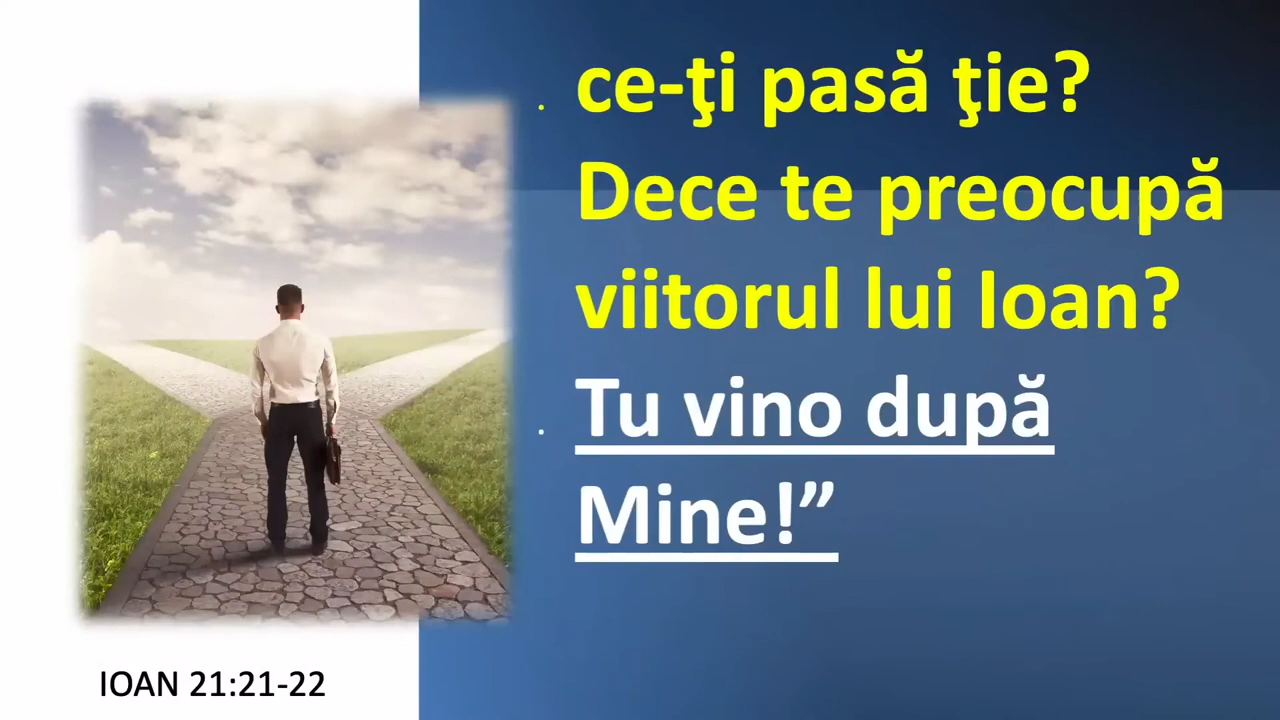 . ce-ţi pasă ţie?
Dece te preocupă
viitorul lui Ioan?
. Tu vino după
Mine!”
IOAN 21:21-22